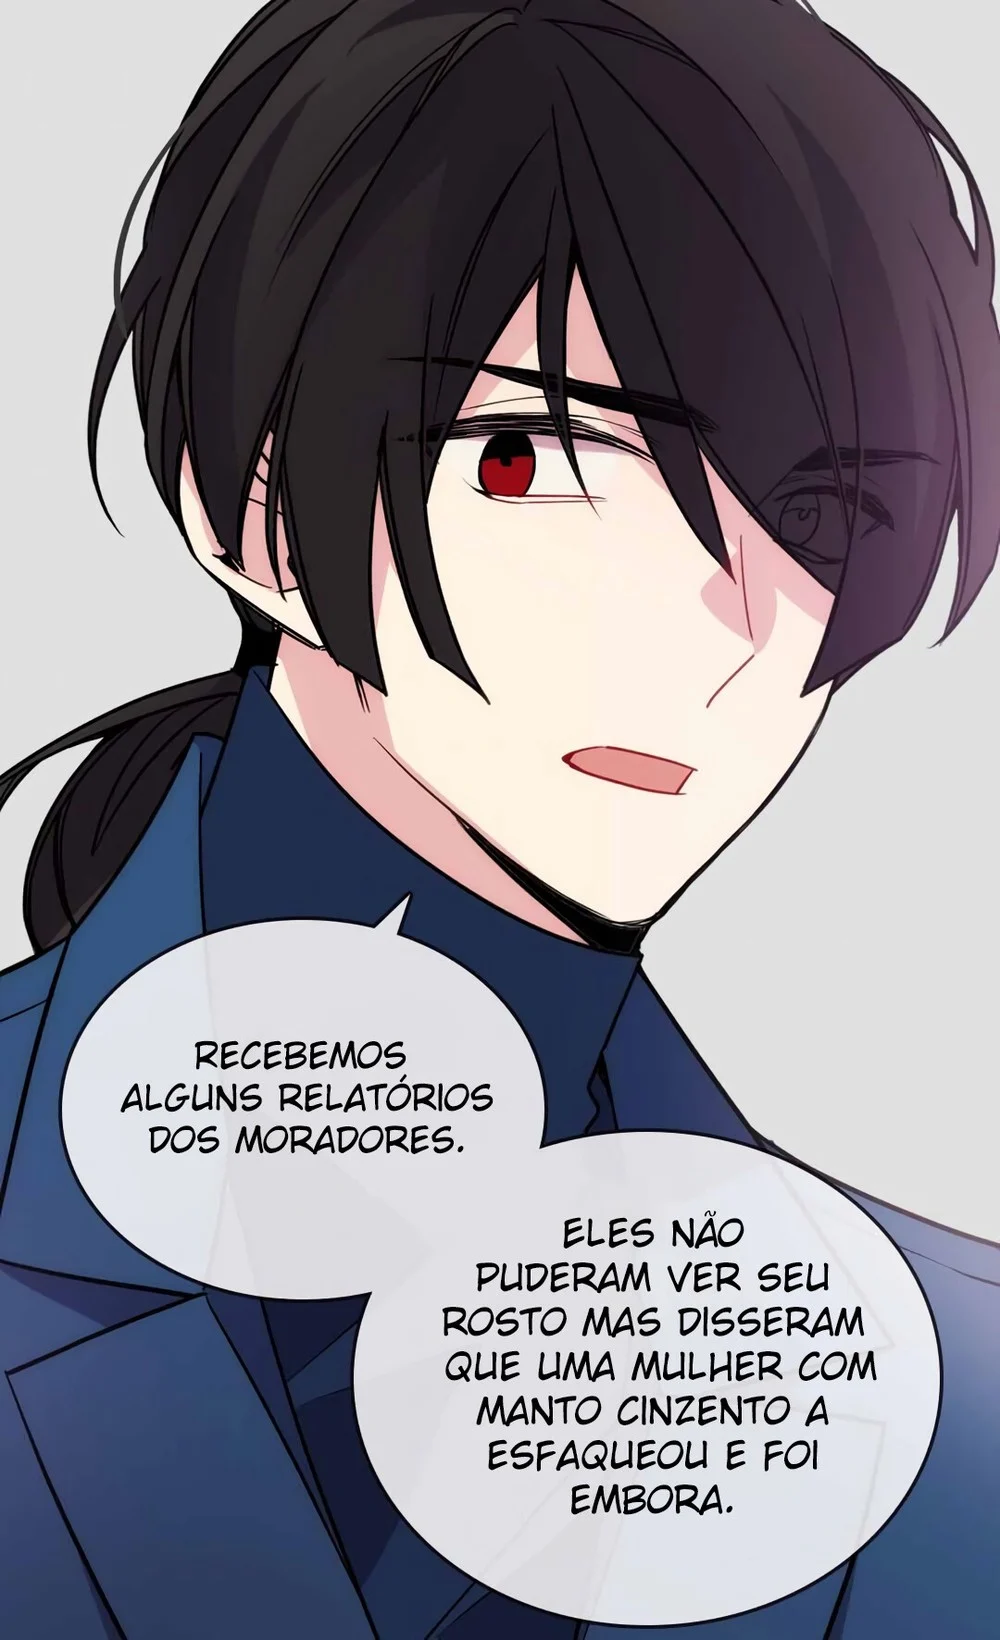 RECEBEMOS
ALGUNS RELATÓRIOS
DOS MORADORES.
ELES NÃO
PUDERAM VER SEU
ROSTO MAS DISSERAM
QUE UMA MULHER COM
MANTO CINZENTO A
ESFAQUEOU E FOI
EMBORA.